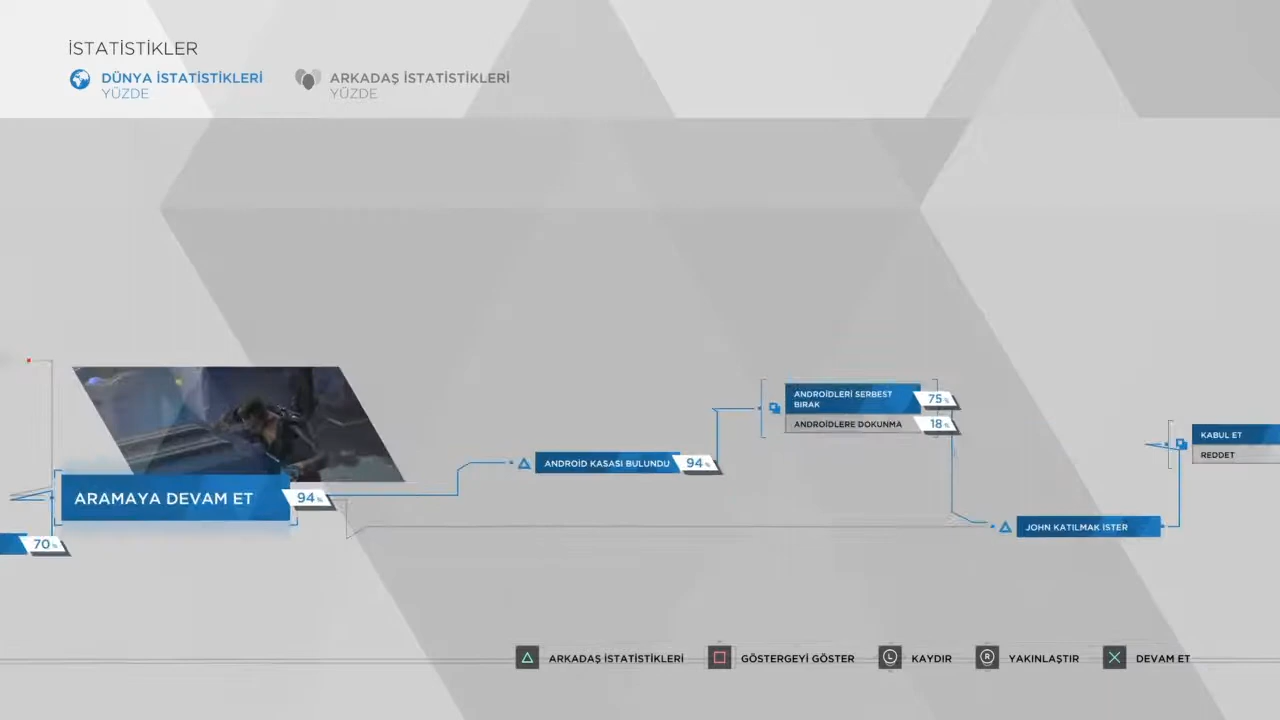 İSTATİSTİKLER
DÜNYA İSTATİSTİKLERİ
YÜZDE
ARKADAŞ İSTATİSTİKLERİ
YÜZDE
ANDROİDLERİ SERBEST
BIRAK
75%
ANDROİDLERE DOKUNMA
18%
KABUL ET
REDDET
ANDROİD KASASI BULUNDU
94%
ARAMAYA DEVAM ET
94%
JOHN KATILMAK İSTER
70%
ARKADAŞ İSTATİSTİKLERİ
GÖSTERGEYİ GÖSTER
L
KAYDIR
R
YAKINLAŞTIR
DEVAM ET